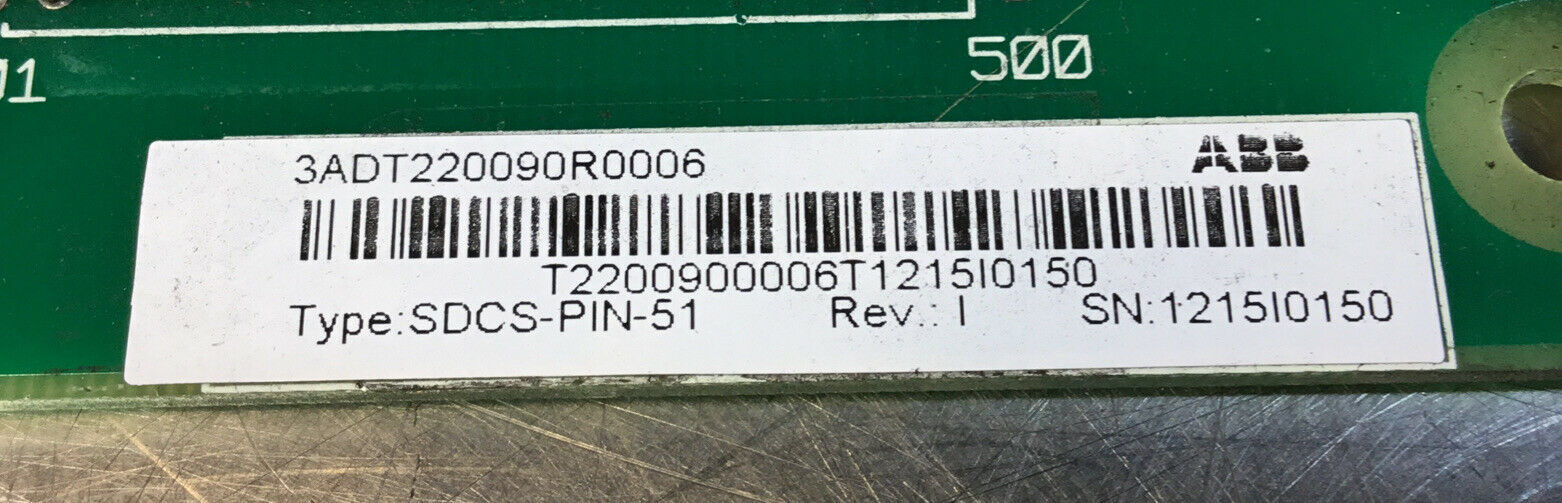 500
3ADT220090R0006 ABB
T2200900006T1215I0150
Type:SDCS-PIN-51 Rev.: I SN:1215I0150